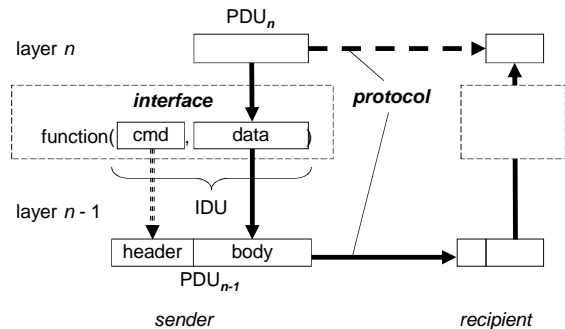 PDUn
layer n
interface
protocol
function( cmd , data )
IDU
layer n - 1
header body
PDUn-1
sender recipient